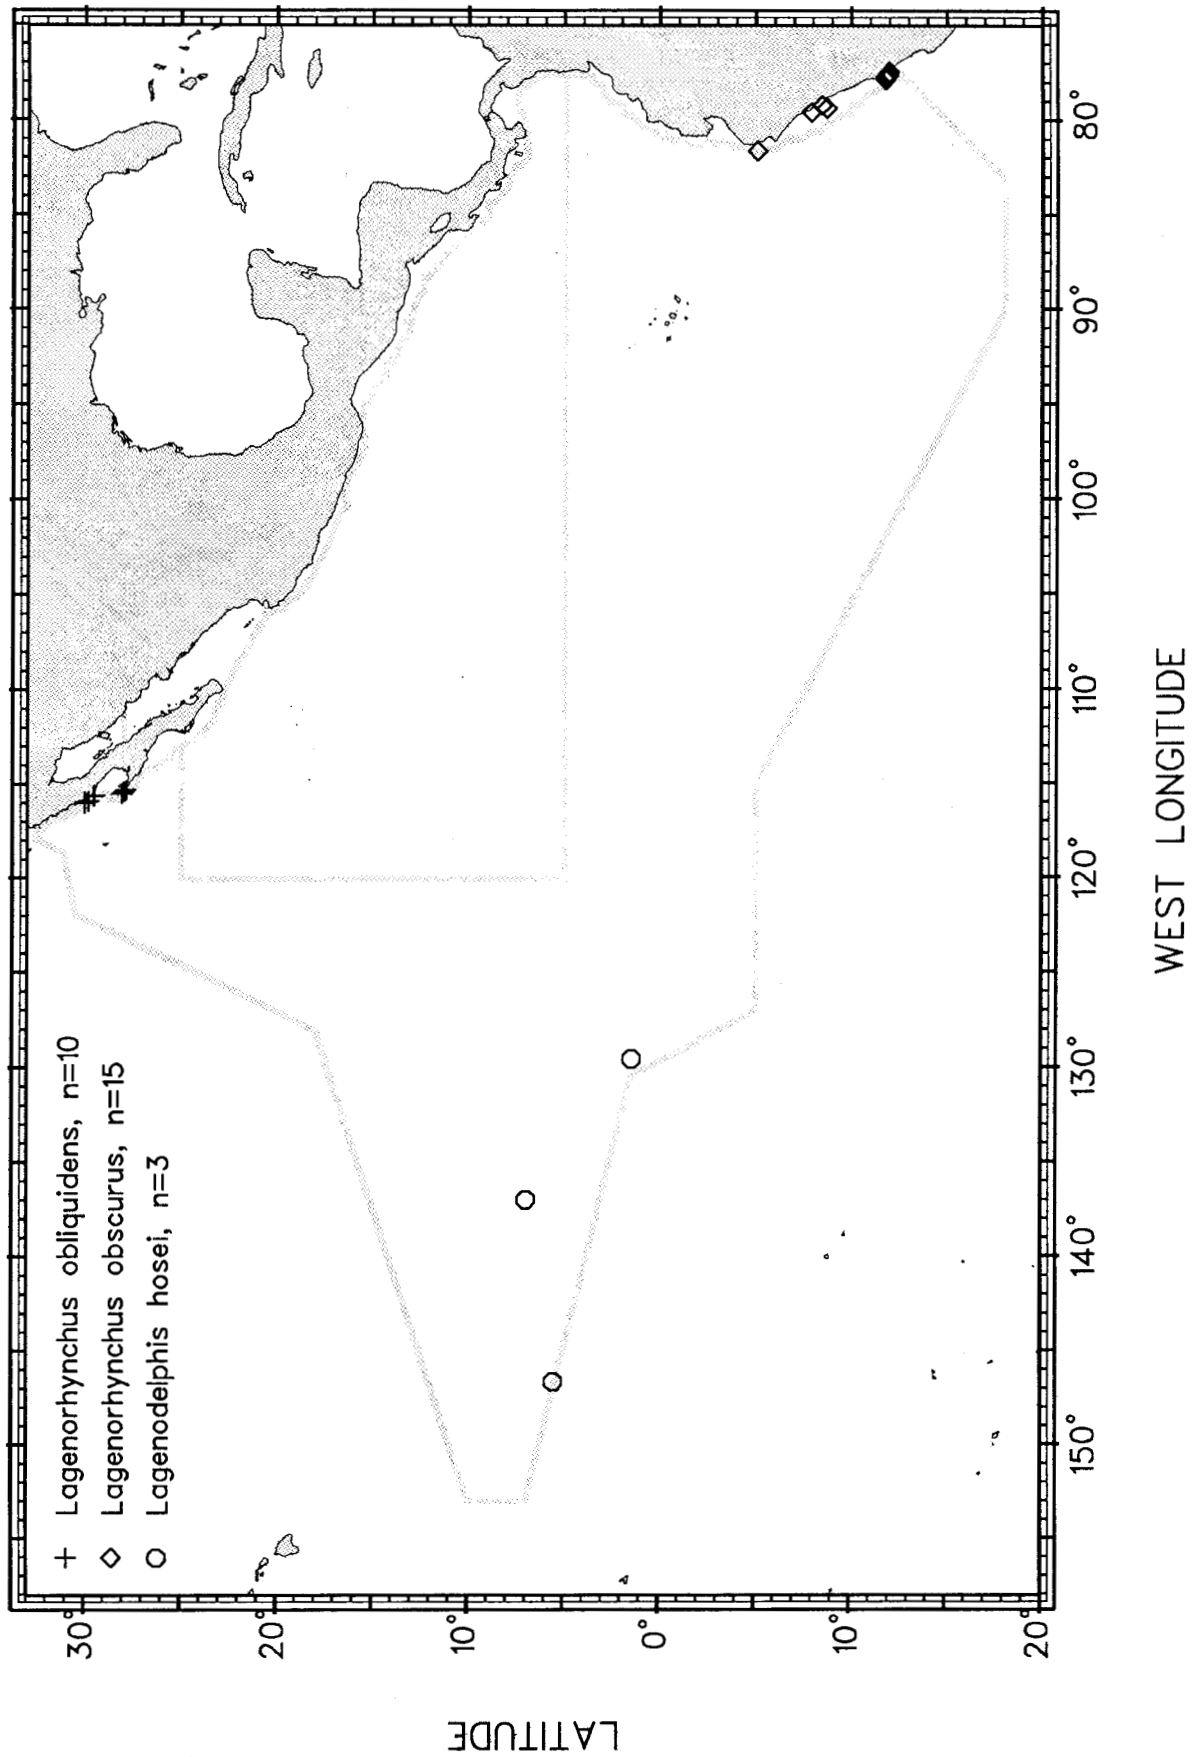 + Lagenorhynchus obliquidens, n=10
◇ Lagenorhynchus obscurus, n=15
○ Lagenodelphis hosei, n=3
LATITUDE
30°
20°
10°
0°
10°
20°
150°
140°
130°
120°
110°
100°
90°
80°
WEST LONGITUDE